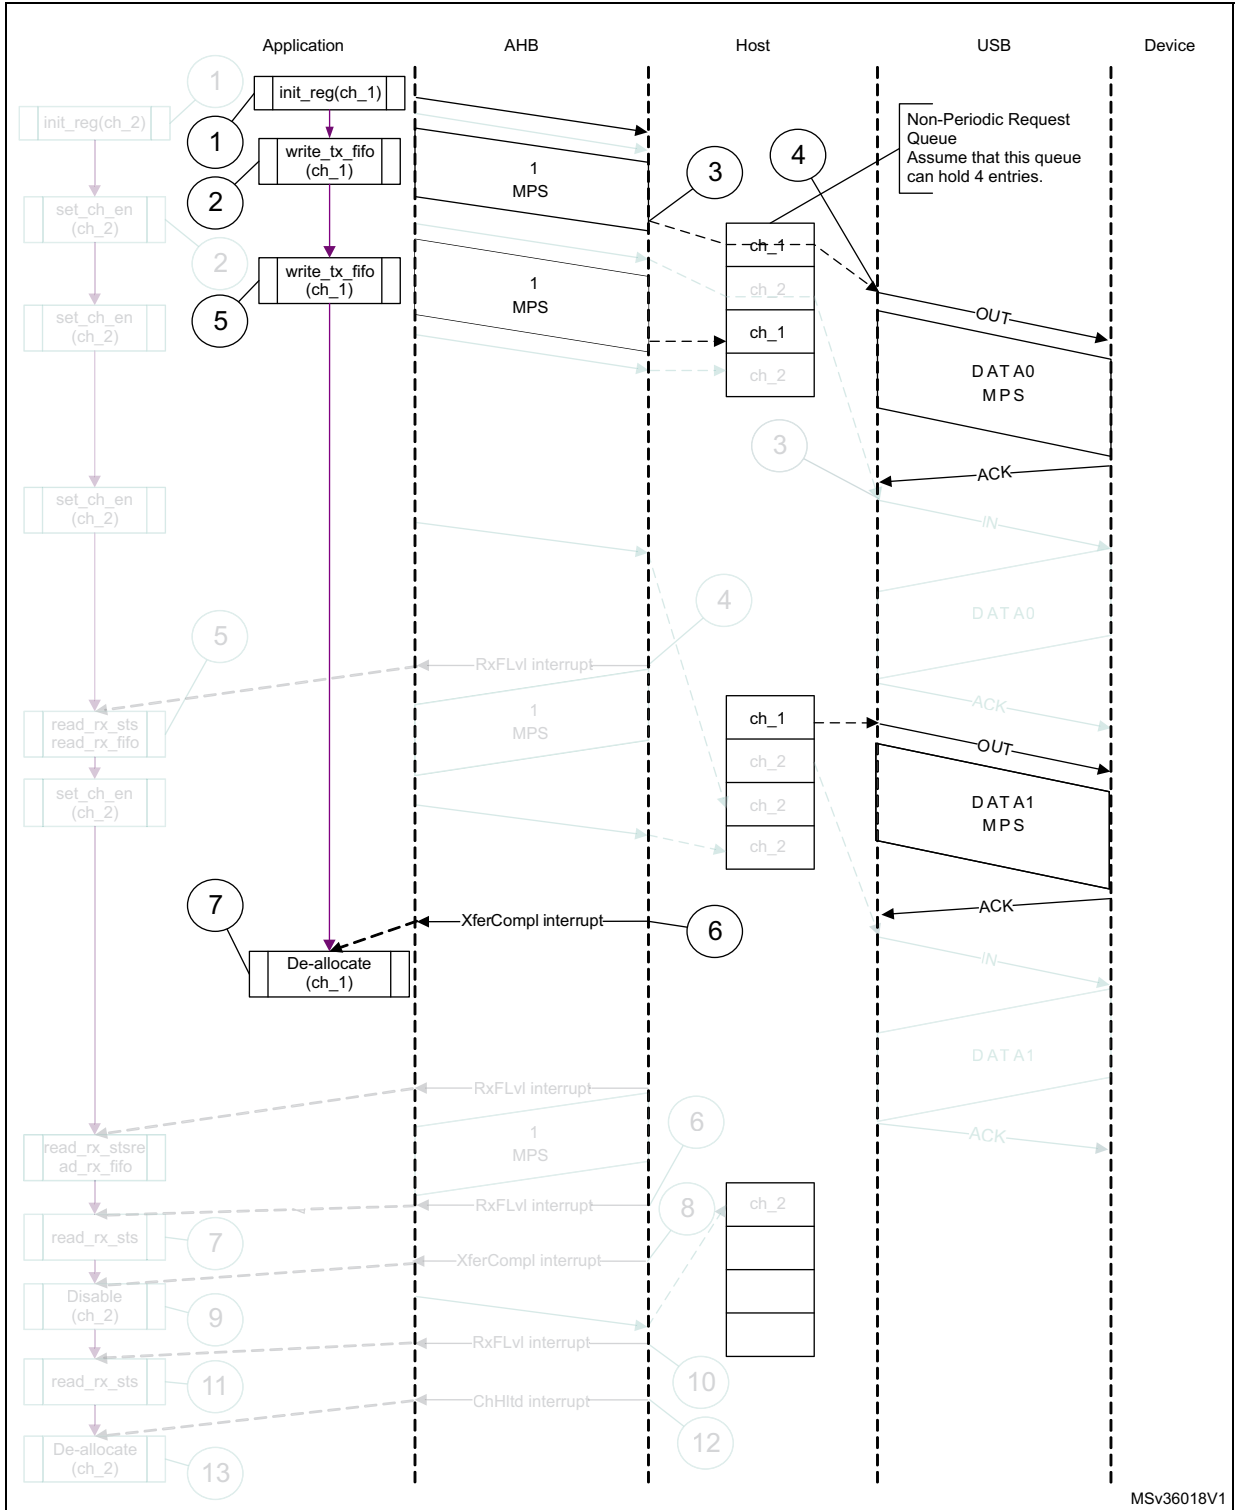 Application AHB Host USB Device
1
init_reg(ch_1)
init_reg(ch_2)
1
Non-Periodic Request
Queue
Assume that this queue
can hold 4 entries.
write_tx_fifo
(ch_1)
1
MPS
3
4
2
set_ch_en
(ch_2)
2
ch_1
write_tx_fifo
(ch_1)
1
MPS
ch_2
5
set_ch_en
(ch_2)
OUT
ch_1
ch_2
DATA0
MPS
3
ACK
set_ch_en
(ch_2)
IN
4
DATA0
5
RxFLvl interrupt
ACK
read_rx_sts
read_rx_fifo
1
MPS
ch_1
OUT
ch_2
set_ch_en
(ch_2)
ch_2
DATA1
MPS
ch_2
7
XferCompl interrupt
6
ACK
De-allocate
(ch_1)
IN
DATA1
RxFLvl interrupt
6
read_rx_stsre
ad_rx_fifo
1
MPS
ACK
RxFLvl interrupt
8
ch_2
read_rx_sts
7
XferCompl interrupt
Disable
(ch_2)
9
RxFLvl interrupt
read_rx_sts
11
10
ChHltd interrupt
De-allocate
(ch_2)
12
13
MSv36018V1